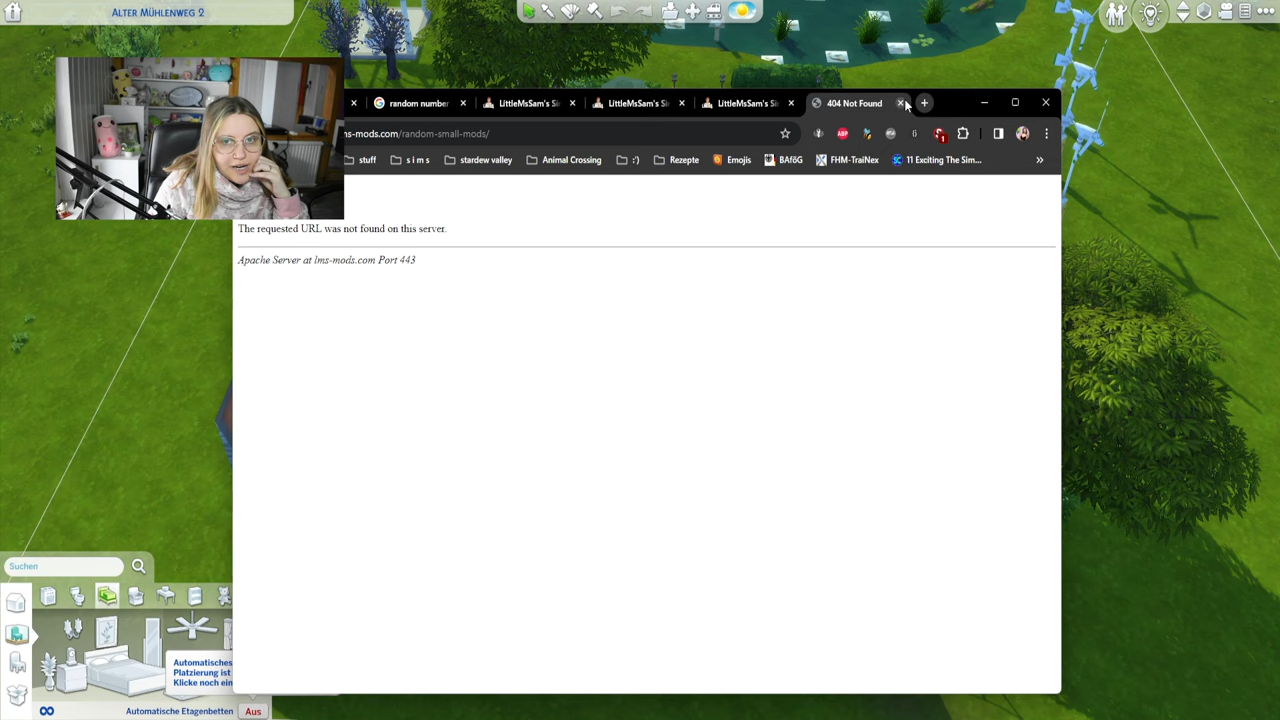 ALTER MÜHLENWEG 2
random number
LittleMsSam's Si
LittleMsSam's Si
LittleMsSam's Si
404 Not Found
ms-mods.com/random-small-mods/
stuff
s i m s
stardew valley
Animal Crossing
:')
Rezepte
Emojis
BAföG
FHM-TraiNex
11 Exciting The Sim...
The requested URL was not found on this server.
Apache Server at lms-mods.com Port 443
Suchen
Automatisches
Platzierung ist
Klicke noch ein
Automatische Etagenbetten
Aus